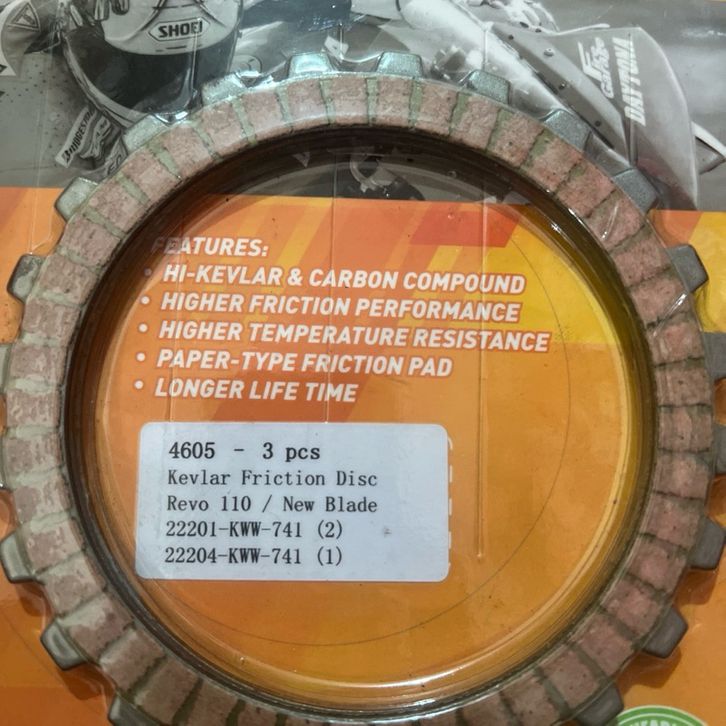 SHOEI
BRIDGESTONE
DAYTONA
FEATURES:
• HI-KEVLAR & CARBON COMPOUND
• HIGHER FRICTION PERFORMANCE
• HIGHER TEMPERATURE RESISTANCE
• PAPER-TYPE FRICTION PAD
• LONGER LIFE TIME
4605 - 3 pcs
Kevlar Friction Disc
Revo 110 / New Blade
22201-KWW-741 (2)
22204-KWW-741 (1)